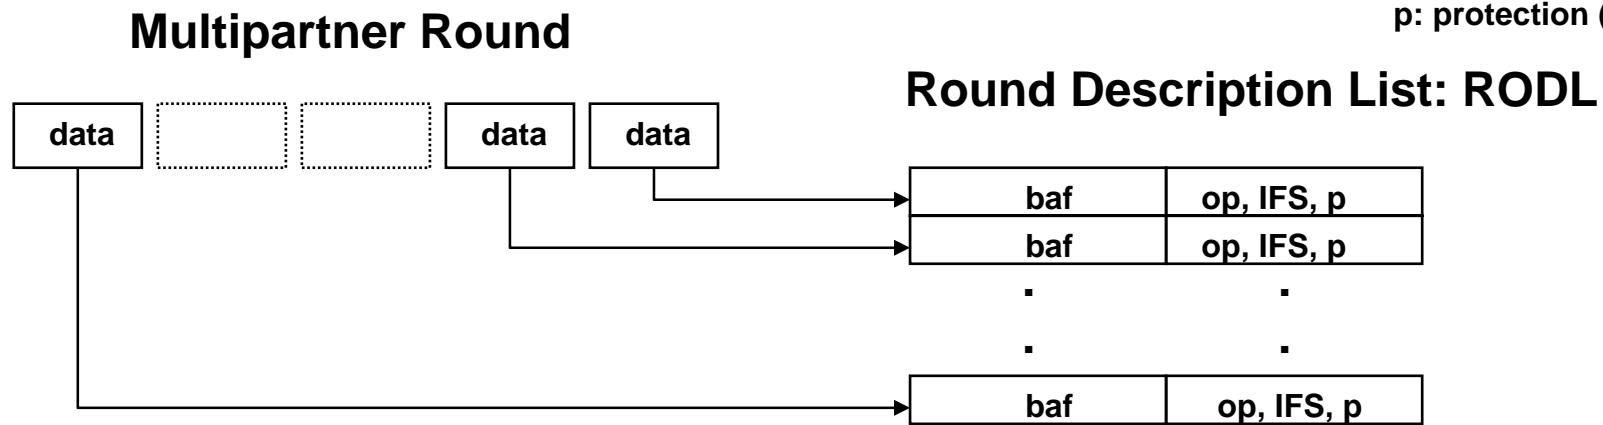 p: protection (
Multipartner Round
Round Description List: RODL
data data data
baf op, IFS, p
baf op, IFS, p
. .
. .
baf op, IFS, p